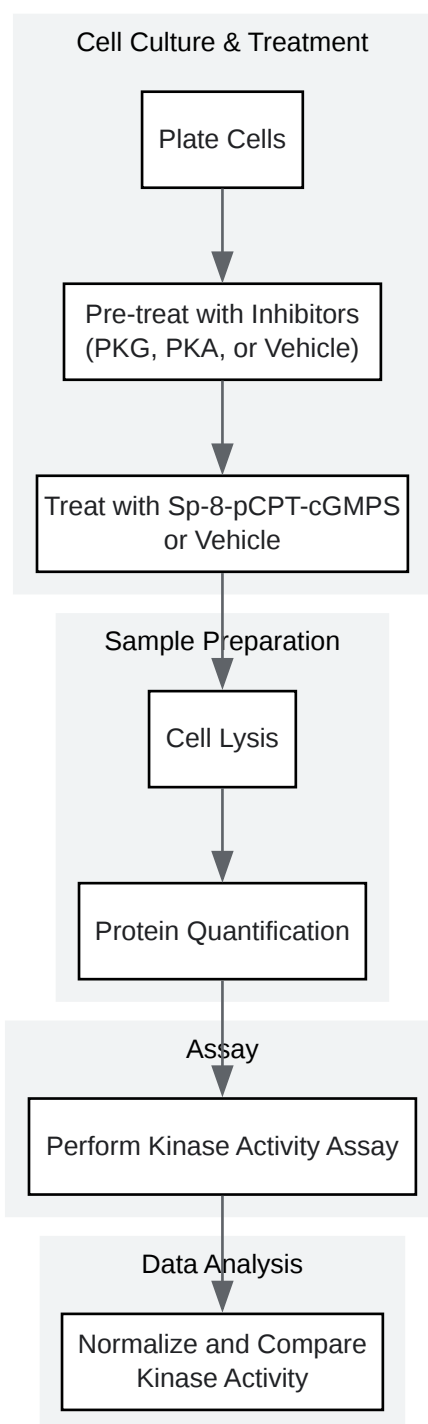 Cell Culture & Treatment
Plate Cells
Pre-treat with Inhibitors
(PKG, PKA, or Vehicle)
Treat with Sp-8-pCPT-cGMPS
or Vehicle
Sample Preparation
Cell Lysis
Protein Quantification
Assay
Perform Kinase Activity Assay
Data Analysis
Normalize and Compare
Kinase Activity